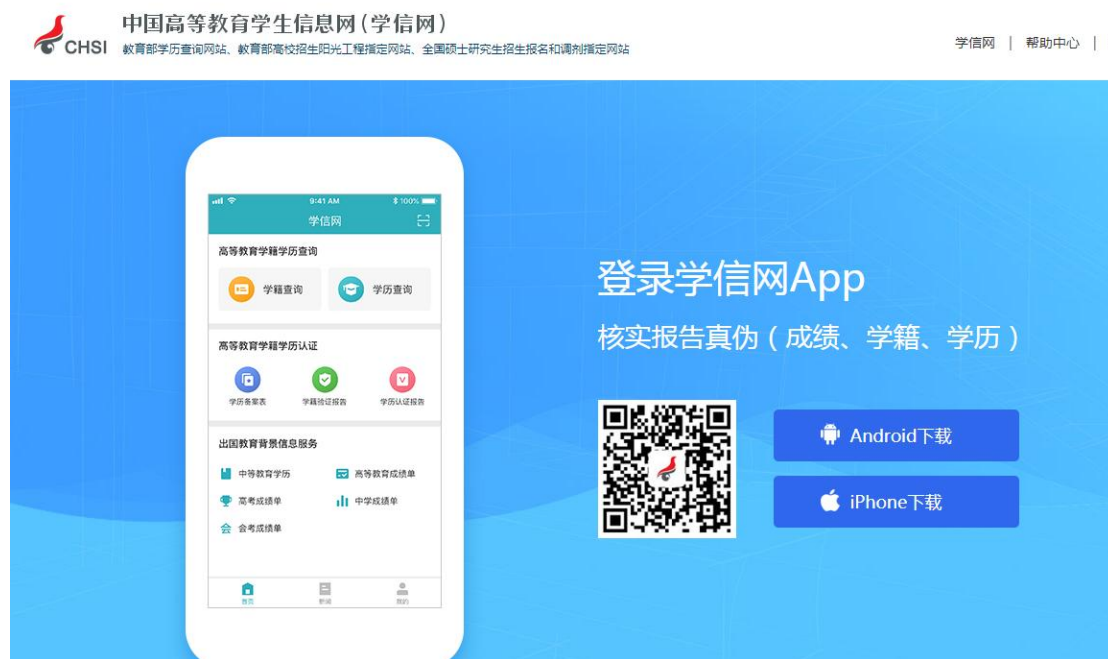 中国高等教育学生信息网(学信网)
CHSI
教育部学历查询网站、教育部高校招生阳光工程指定网站、全国硕士研究生招生报名和调剂指定网站
学信网 | 帮助中心 |
9:41 AM 100%
学信网
高等教育学籍学历查询
学籍查询 学历查询
高等教育学籍学历认证
学历备案表 学籍验证报告 学历认证报告
出国教育背景信息服务
中等教育学历 高等教育成绩单
高考成绩单 中学成绩单
会 会考成绩单
首页 新闻 我的
登录学信网App
核实报告真伪(成绩、学籍、学历)
Android下载
iPhone下载